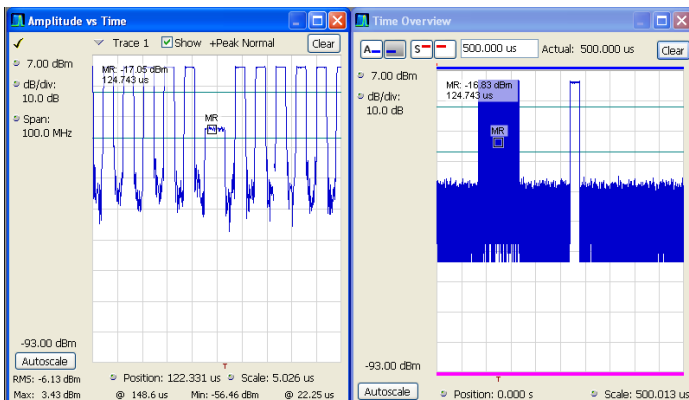 Amplitude vs Time
Trace 1 Show +Peak Normal Clear
7.00 dBm
dB/div:
10.0 dB
Span:
100.0 MHz
MR: -17.05 dBm
124.743 us
MR
-93.00 dBm
Autoscale
T
Position: 122.331 us Scale: 5.026 us
RMS: -6.13 dBm
Max: 3.43 dBm @ 148.6 us Min: -56.46 dBm @ 22.25 us
Time Overview
A S 500.000 us Actual: 500.000 us Clear
7.00 dBm
dB/div:
10.0 dB
MR: -16.83 dBm
124.743 us
MR
-93.00 dBm
T
Autoscale Position: 0.000 s Scale: 500.013 us